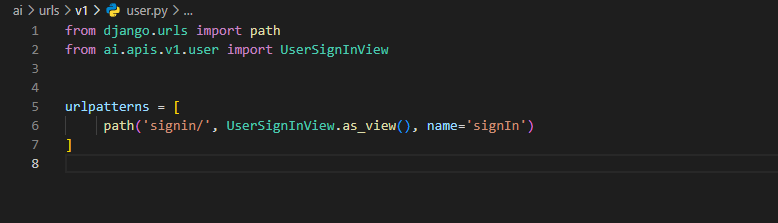 ai > urls > v1 > user.py > ...
1 from django.urls import path
2 from ai.apis.v1.user import UserSignInView
3
4
5 urlpatterns = [
6     path('signin/', UserSignInView.as_view(), name='signIn')
7 ]
8